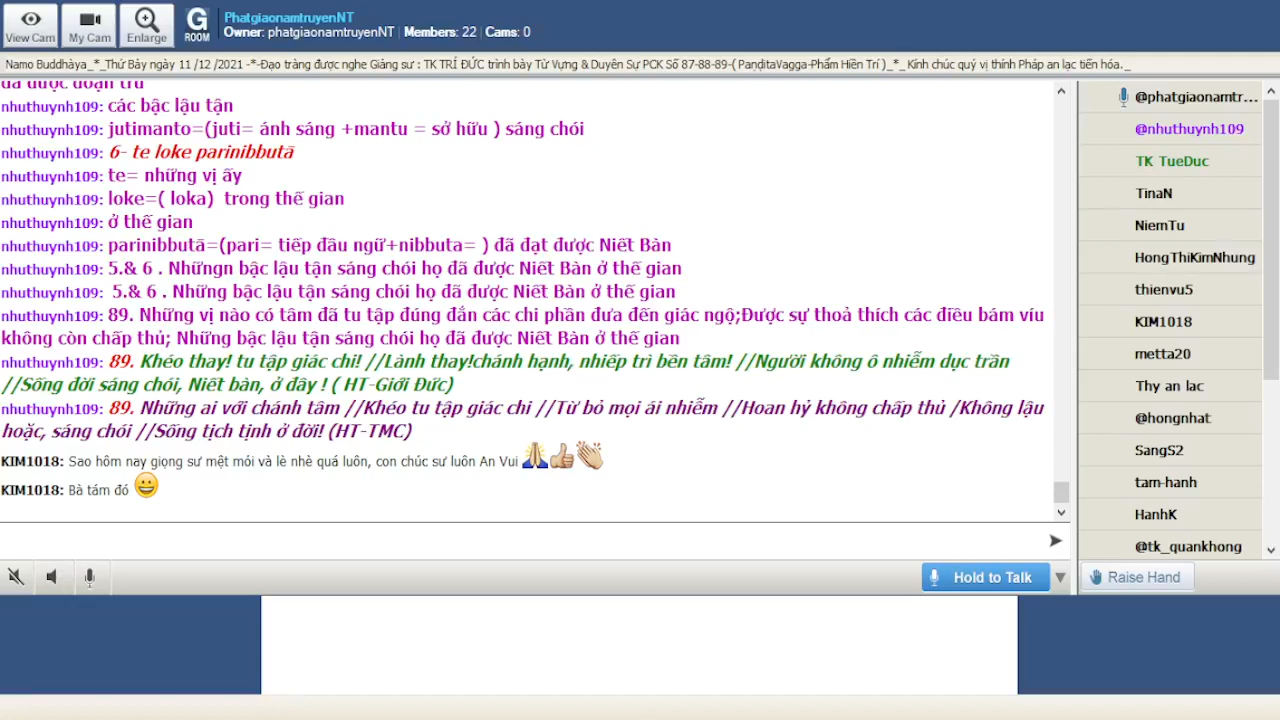 View Cam
My Cam
Enlarge
G
ROOM
PhatgiaonamtruyenNT
Owner: phatgiaonamtruyenNT | Members: 22 | Cams: 0
Namo Buddhàya_*_Thứ Bảy ngày 11 /12 /2021 -*-Đạo tràng được nghe Giảng sư : TK TRÍ ĐỨC trình bày Từ Vựng & Duyên Sự PCK Số 87-88-89-( PaṇḍitaVagga-Phẩm Hiền Trí )_*_ Kính chúc quý vị thính Pháp an lạc tiến hóa._
đã được đoạn trừ
nhuthuynh109: các bậc lậu tận
nhuthuynh109: jutimanto=(juti= ánh sáng +mantu = sở hữu ) sáng chói
nhuthuynh109: 6- te loke parinibbutā
nhuthuynh109: te= những vị ấy
nhuthuynh109: loke=( loka) trong thế gian
nhuthuynh109: ở thế gian
nhuthuynh109: parinibbutā=(pari= tiếp đầu ngữ+nibbuta= ) đã đạt được Niết Bàn
nhuthuynh109: 5.& 6 . Nhữngn bậc lậu tận sáng chói họ đã được Niết Bàn ở thế gian
nhuthuynh109: 5.& 6 . Những bậc lậu tận sáng chói họ đã được Niết Bàn ở thế gian
nhuthuynh109: 89. Những vị nào có tâm đã tu tập đúng đắn các chi phần đưa đến giác ngộ;Được sự thoả thích các điều bám víu
không còn chấp thủ; Những bậc lậu tận sáng chói họ đã được Niết Bàn ở thế gian
nhuthuynh109: 89. Khéo thay! tu tập giác chi! //Lành thay!chánh hạnh, nhiếp trì bền tâm! //Người không ô nhiễm dục trần
//Sống đời sáng chói, Niết bàn, ở đây ! ( HT-Giới Đức)
nhuthuynh109: 89. Những ai với chánh tâm //Khéo tu tập giác chi //Từ bỏ mọi ái nhiễm //Hoan hỷ không chấp thủ /Không lậu
hoặc, sáng chói //Sống tịch tịnh ở đời! (HT-TMC)
KIM1018: Sao hôm nay giọng sư mệt mỏi và lè nhè quá luôn, con chúc sư luôn An Vui
KIM1018: Bà tám đó
@phatgiaonamtr...
@nhuthuynh109
TK TueDuc
TinaN
NiemTu
HongThiKimNhung
thienvu5
KIM1018
metta20
Thy an lac
@hongnhat
SangS2
tam-hanh
HanhK
@tk_quankhong
Hold to Talk
Raise Hand